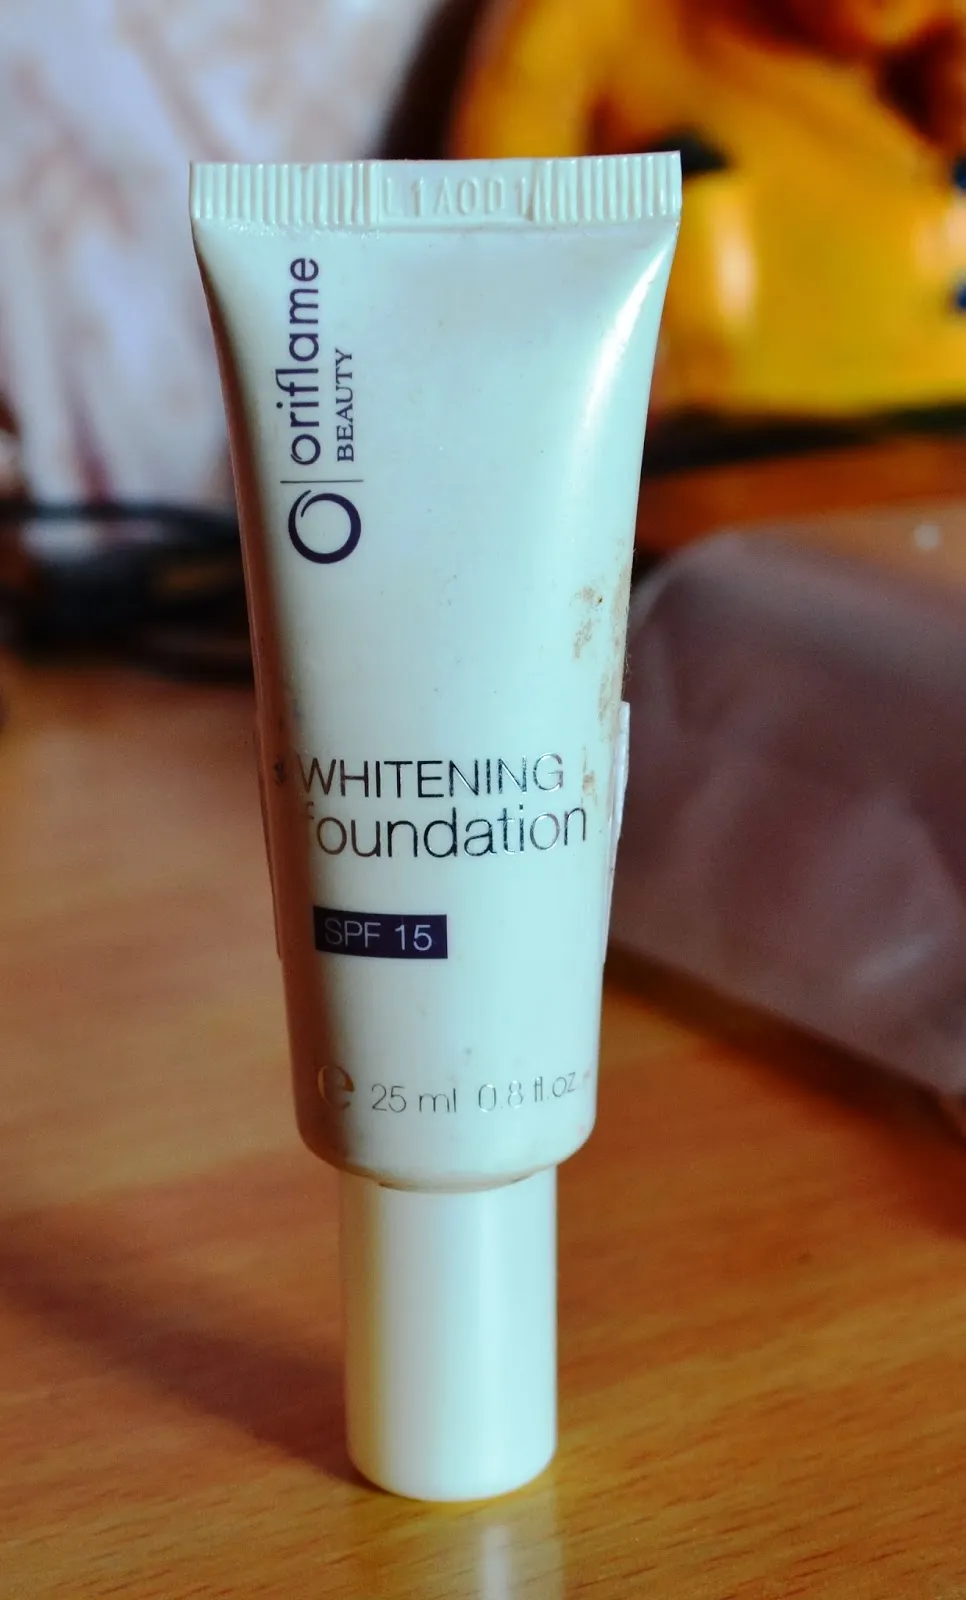 L1AOD1
oriflame
BEAUTY
WHITENING
foundation
SPF 15
e 25 ml 0.8 fl.oz.